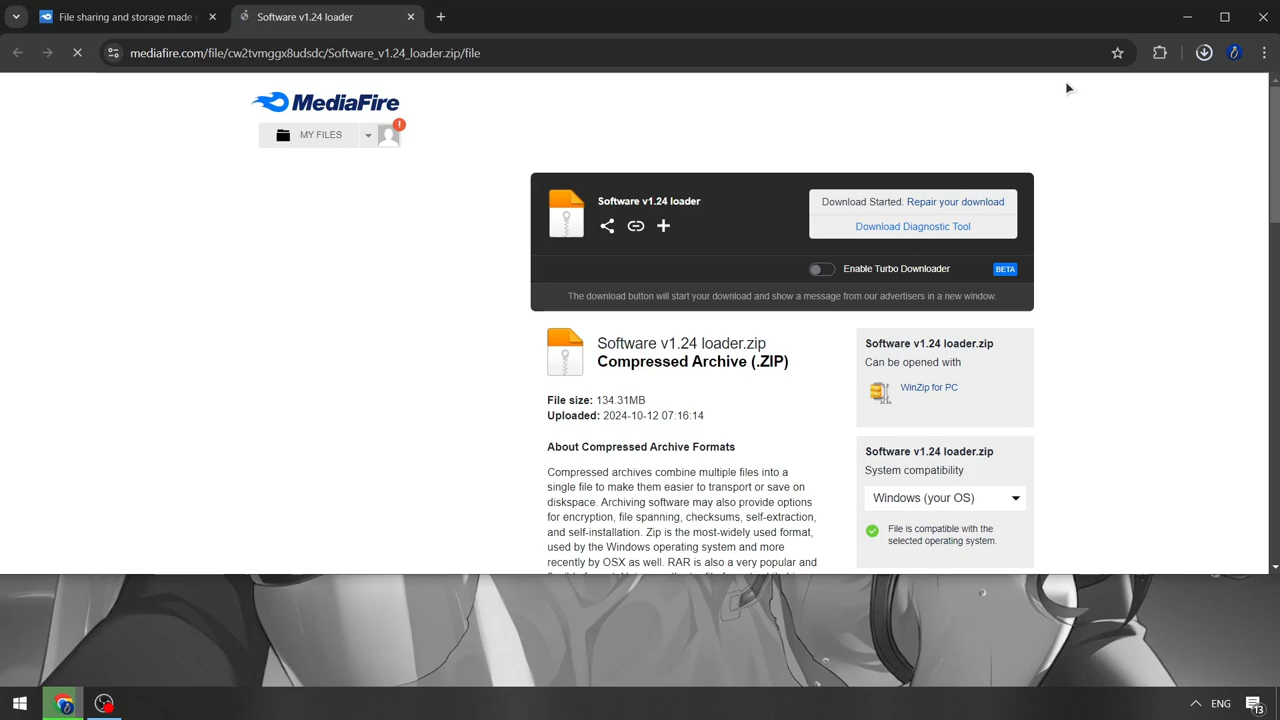 File sharing and storage made
Software v1.24 loader
mediafire.com/file/cw2tvmggx8udsdc/Software_v1.24_loader.zip/file
MediaFire
MY FILES
!
Software v1.24 loader
Download Started. Repair your download
Download Diagnostic Tool
Enable Turbo Downloader
BETA
The download button will start your download and show a message from our advertisers in a new window.
Software v1.24 loader.zip
Compressed Archive (.ZIP)
File size: 134.31MB
Uploaded: 2024-10-12 07:16:14
About Compressed Archive Formats
Compressed archives combine multiple files into a
single file to make them easier to transport or save on
diskspace. Archiving software may also provide options
for encryption, file spanning, checksums, self-extraction,
and self-installation. Zip is the most-widely used format,
used by the Windows operating system and more
recently by OSX as well. RAR is also a very popular and
Software v1.24 loader.zip
Can be opened with
WinZip for PC
Software v1.24 loader.zip
System compatibility
Windows (your OS)
File is compatible with the
selected operating system.
ENG
13